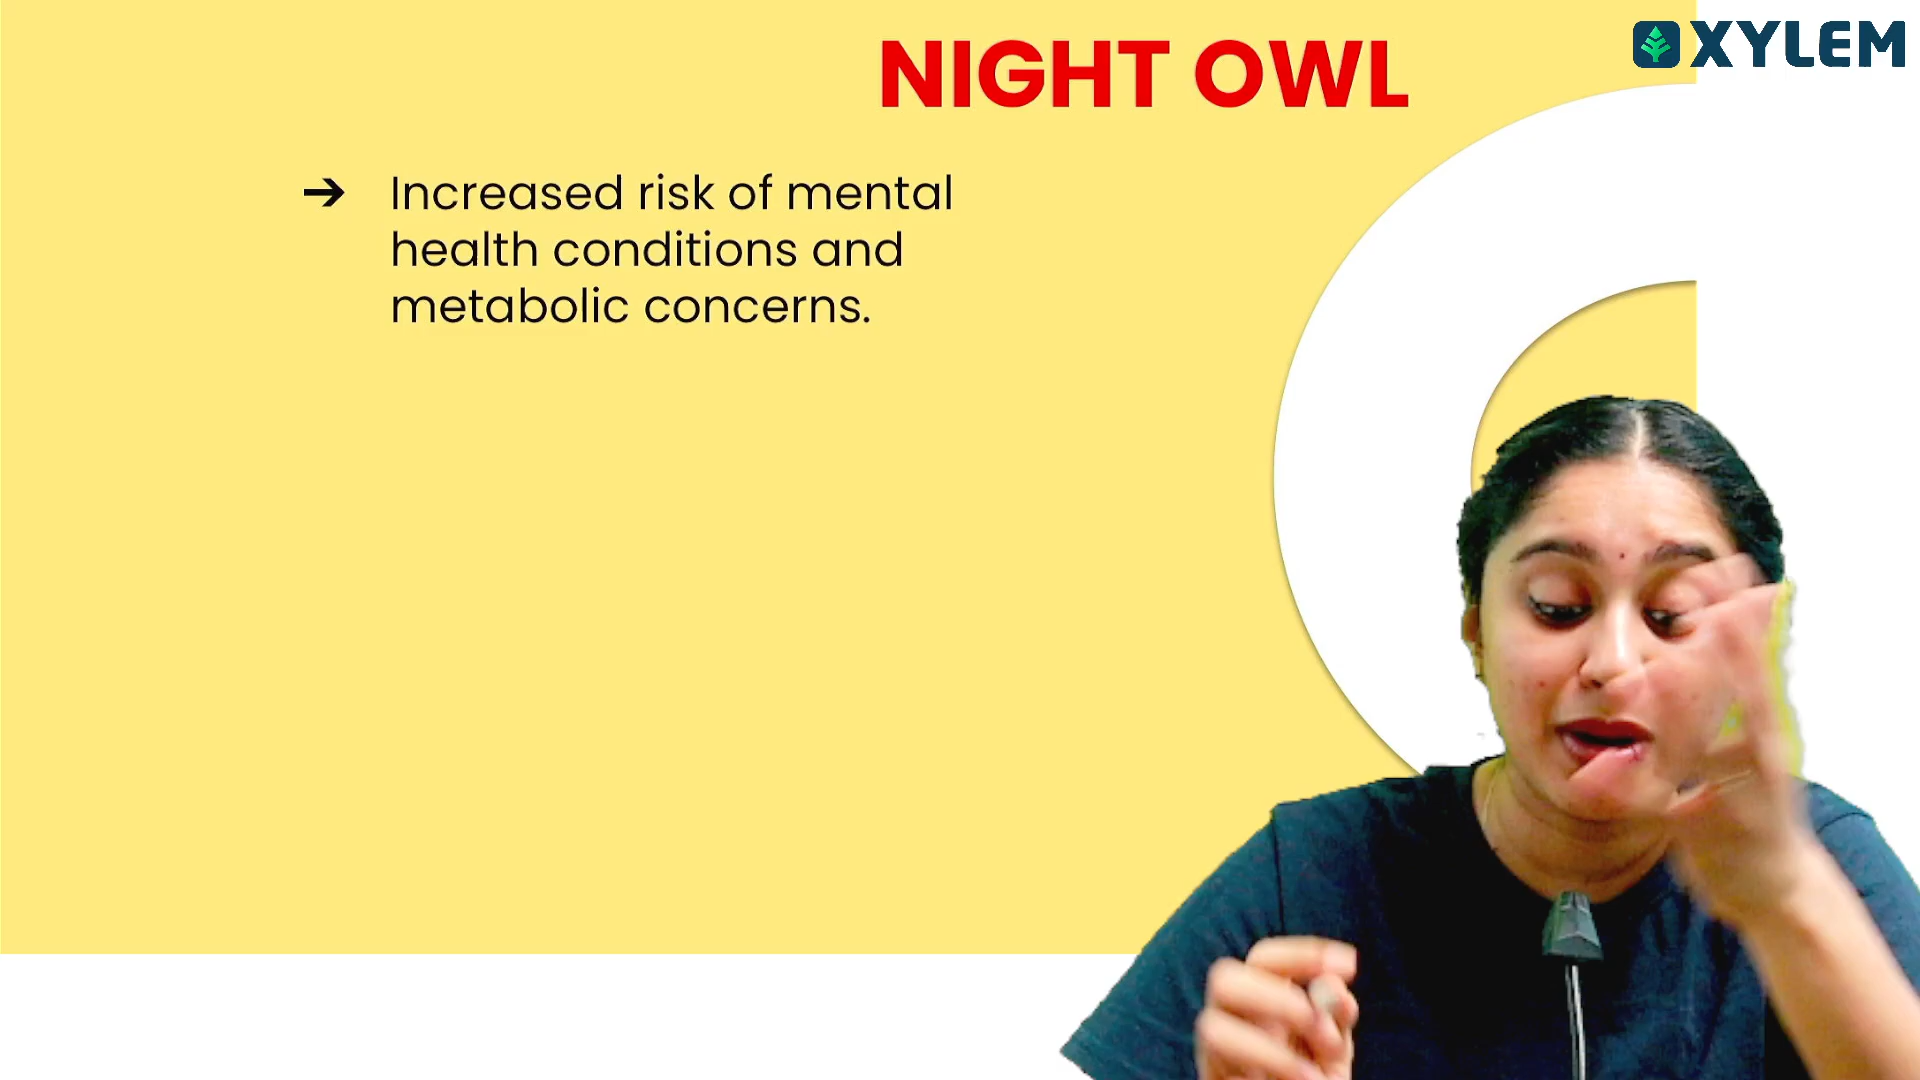 XYLEM
NIGHT OWL
➔ Increased risk of mental
health conditions and
metabolic concerns.